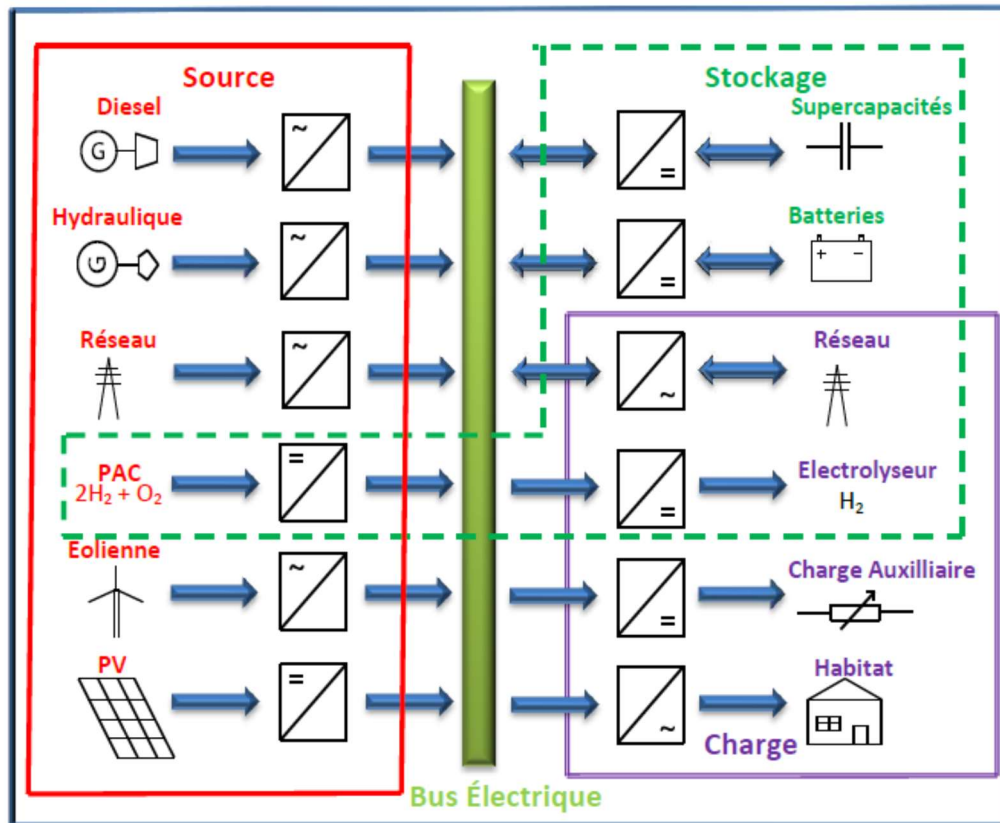 Source
Diesel
G
~
Hydraulique
G
~
Réseau
~
PAC
2H₂ + O₂
=
Eolienne
~
PV
=
Bus Électrique
Stockage
Supercapacités
=
Batteries
+ −
=
Réseau
~
Electrolyseur
H₂
=
Charge Auxilliaire
=
Habitat
~
Charge